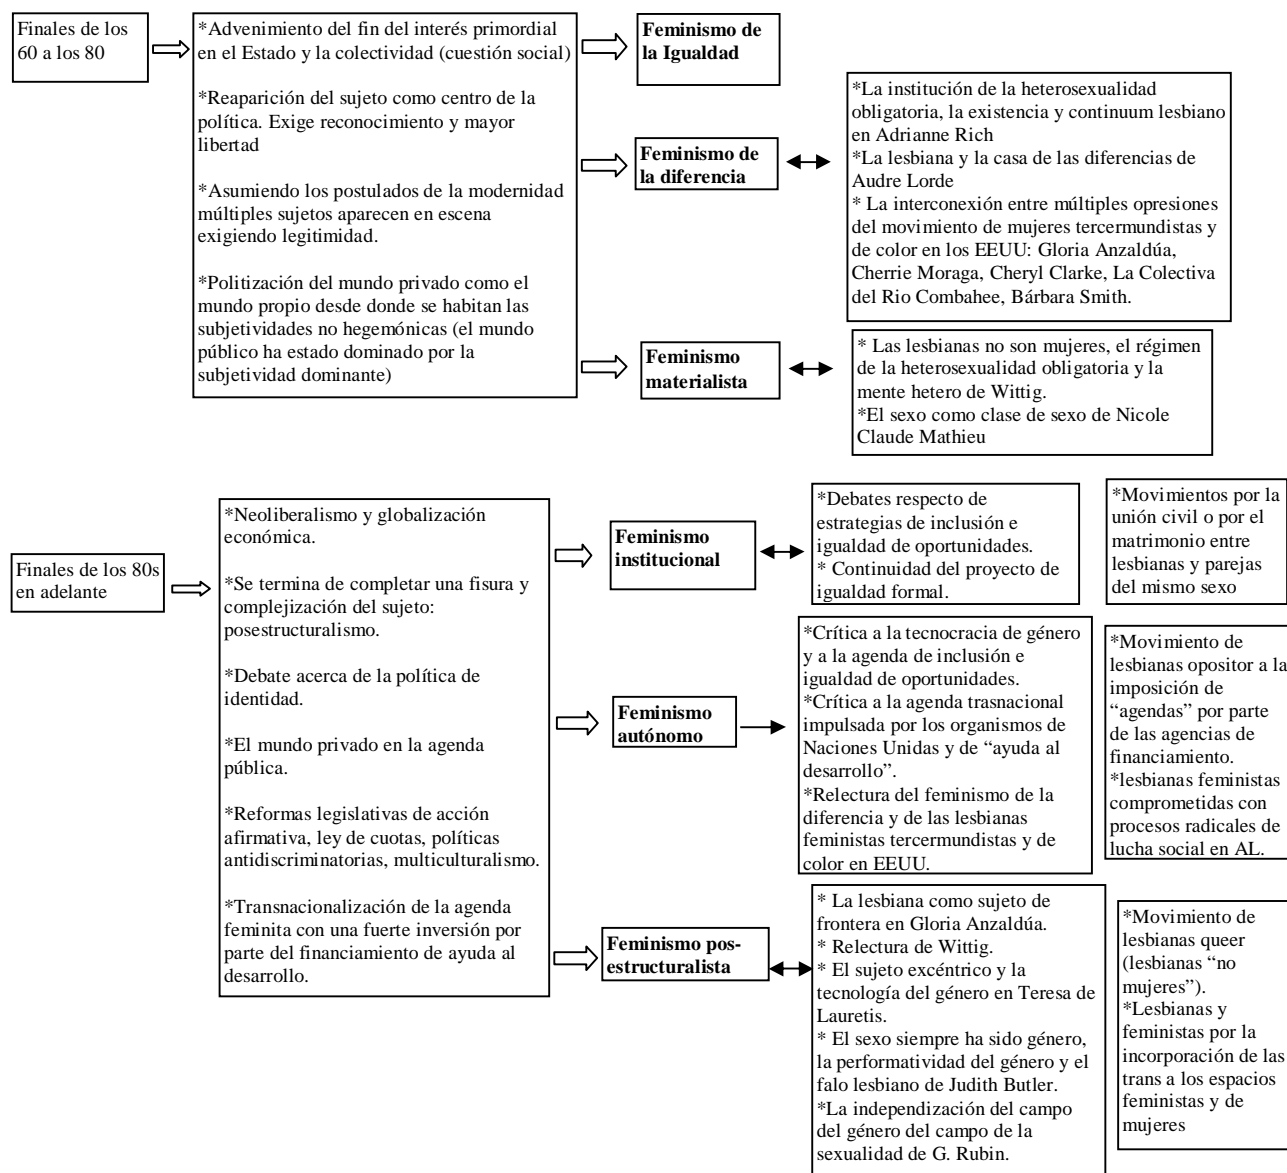 Finales de los
60 a los 80
*Advenimiento del fin del interés primordial
en el Estado y la colectividad (cuestión social)
*Reaparición del sujeto como centro de la
política. Exige reconocimiento y mayor
libertad
*Asumiendo los postulados de la modernidad
múltiples sujetos aparecen en escena
exigiendo legitimidad.
*Politización del mundo privado como el
mundo propio desde donde se habitan las
subjetividades no hegemónicas (el mundo
público ha estado dominado por la
subjetividad dominante)
Feminismo de
la Igualdad
Feminismo de
la diferencia
*La institución de la heterosexualidad
obligatoria, la existencia y continuum lesbiano
en Adrianne Rich
*La lesbiana y la casa de las diferencias de
Audre Lorde
* La interconexión entre múltiples opresiones
del movimiento de mujeres tercermundistas y
de color en los EEUU: Gloria Anzaldúa,
Cherrie Moraga, Cheryl Clarke, La Colectiva
del Rio Combahee, Bárbara Smith.
Feminismo
materialista
* Las lesbianas no son mujeres, el régimen
de la heterosexualidad obligatoria y la
mente hetero de Wittig.
*El sexo como clase de sexo de Nicole
Claude Mathieu
Finales de los 80s
en adelante
*Neoliberalismo y globalización
económica.
*Se termina de completar una fisura y
complejización del sujeto:
posestructuralismo.
*Debate acerca de la política de
identidad.
*El mundo privado en la agenda
pública.
*Reformas legislativas de acción
afirmativa, ley de cuotas, políticas
antidiscriminatorias, multiculturalismo.
*Transnacionalización de la agenda
feminita con una fuerte inversión por
parte del financiamiento de ayuda al
desarrollo.
Feminismo
institucional
*Debates respecto de
estrategias de inclusión e
igualdad de oportunidades.
* Continuidad del proyecto de
igualdad formal.
*Movimientos por la
unión civil o por el
matrimonio entre
lesbianas y parejas
del mismo sexo
Feminismo
autónomo
*Crítica a la tecnocracia de género
y a la agenda de inclusión e
igualdad de oportunidades.
*Crítica a la agenda trasnacional
impulsada por los organismos de
Naciones Unidas y de “ayuda al
desarrollo”.
*Relectura del feminismo de la
diferencia y de las lesbianas
feministas tercermundistas y de
color en EEUU.
*Movimiento de
lesbianas opositor a la
imposición de
“agendas” por parte
de las agencias de
financiamiento.
*lesbianas feministas
comprometidas con
procesos radicales de
lucha social en AL.
Feminismo pos-
estructuralista
* La lesbiana como sujeto de
frontera en Gloria Anzaldúa.
* Relectura de Wittig.
* El sujeto excéntrico y la
tecnología del género en Teresa de
Lauretis.
* El sexo siempre ha sido género,
la performatividad del género y el
falo lesbiano de Judith Butler.
*La independización del campo
del género del campo de la
sexualidad de G. Rubin.
*Movimiento de
lesbianas queer
(lesbianas “no
mujeres”).
*Lesbianas y
feministas por la
incorporación de las
trans a los espacios
feministas y de
mujeres